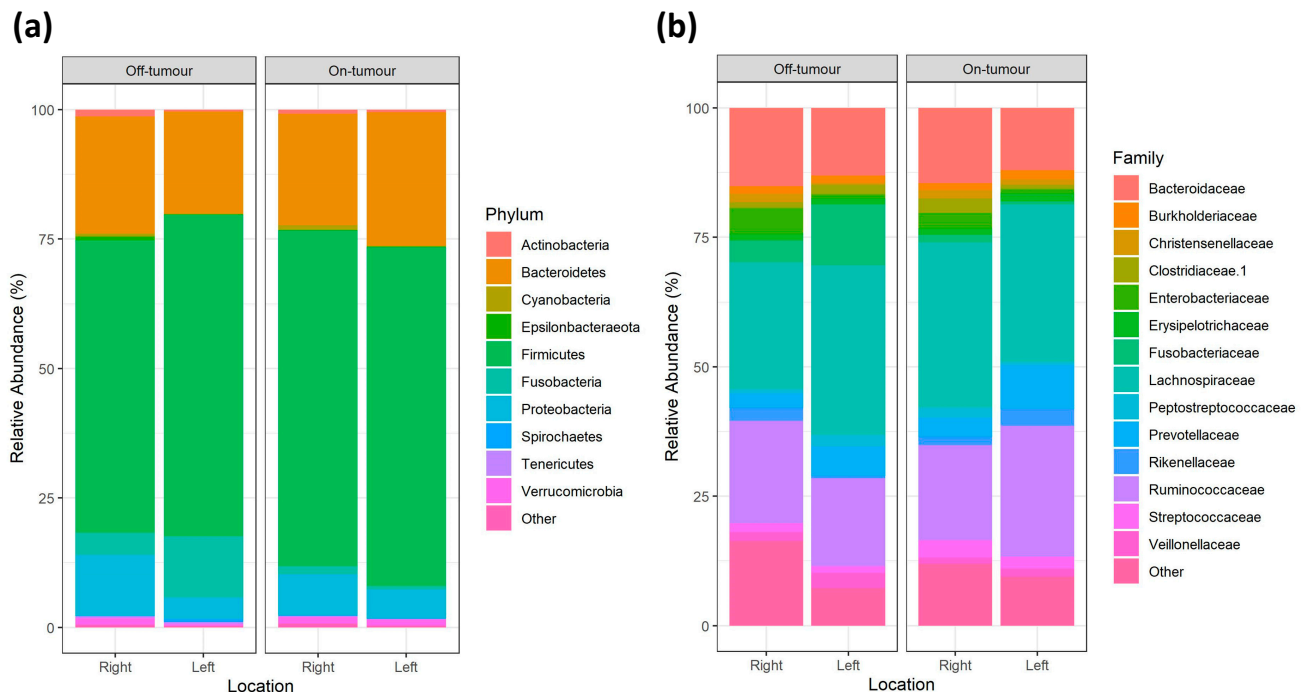 (a)
Off-tumour
On-tumour
100
75
50
25
0
Relative Abundance (%)
Right
Left
Right
Left
Location
Phylum
Actinobacteria
Bacteroidetes
Cyanobacteria
Epsilonbacteraeota
Firmicutes
Fusobacteria
Proteobacteria
Spirochaetes
Tenericutes
Verrucomicrobia
Other
(b)
Off-tumour
On-tumour
100
75
50
25
0
Relative Abundance (%)
Right
Left
Right
Left
Location
Family
Bacteroidaceae
Burkholderiaceae
Christensenellaceae
Clostridiaceae.1
Enterobacteriaceae
Erysipelotrichaceae
Fusobacteriaceae
Lachnospiraceae
Peptostreptococcaceae
Prevotellaceae
Rikenellaceae
Ruminococcaceae
Streptococcaceae
Veillonellaceae
Other